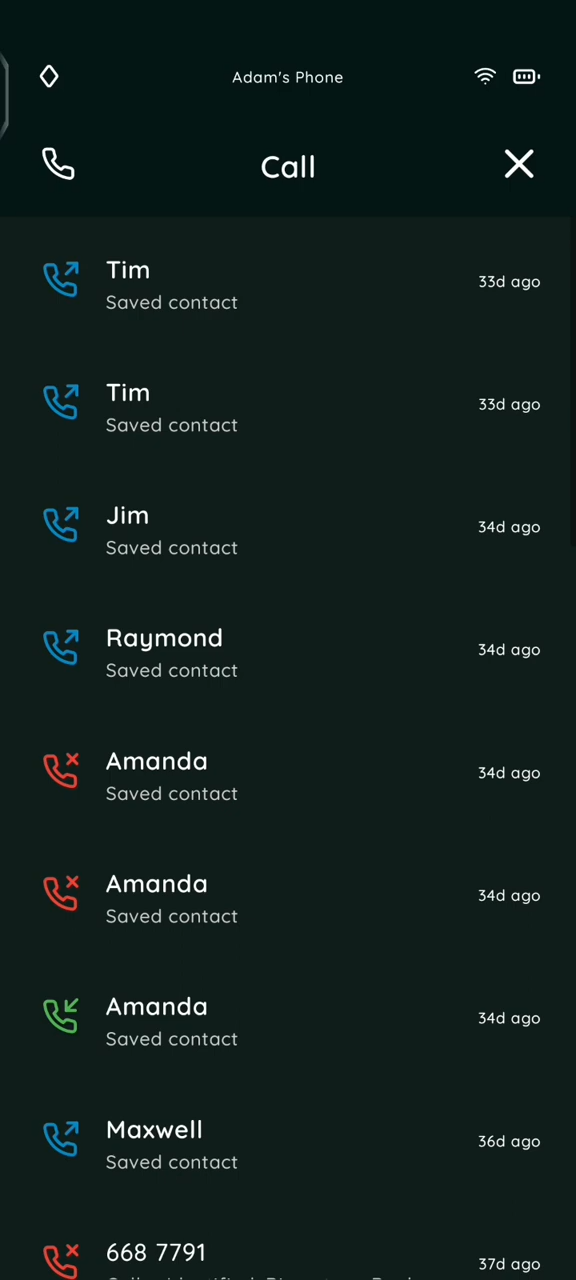 Adam's Phone
Call
Tim
Saved contact
33d ago
Tim
Saved contact
33d ago
Jim
Saved contact
34d ago
Raymond
Saved contact
34d ago
Amanda
Saved contact
34d ago
Amanda
Saved contact
34d ago
Amanda
Saved contact
34d ago
Maxwell
Saved contact
36d ago
668 7791
37d ago